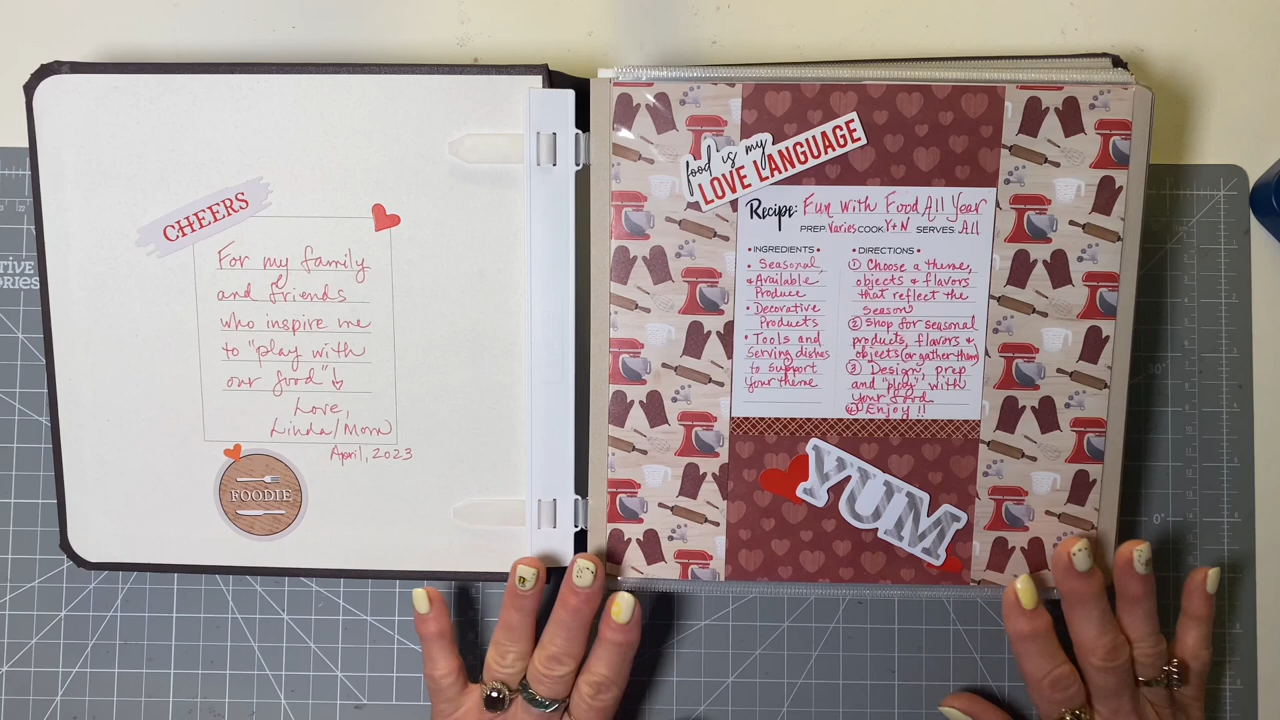 CHEERS
For my family
and friends
who inspire me
to "play with
our food"!
Love,
Linda/Mom
April, 2023
FOODIE
food is my
LOVE LANGUAGE
Recipe: Fun with Food All Year
PREP: Varies COOK: Y+N SERVES: All
• INGREDIENTS •
• Seasonal
& Available
Produce
• Decorative
Products
• Tools and
Serving dishes
to support
your theme
• DIRECTIONS •
① Choose a theme,
objects & flavors
that reflect the
Season
② Shop for seasonal
products, flavors &
objects (or gather them)
③ Design, prep
and "play" with
your food
④ Enjoy!!
YUM
0°